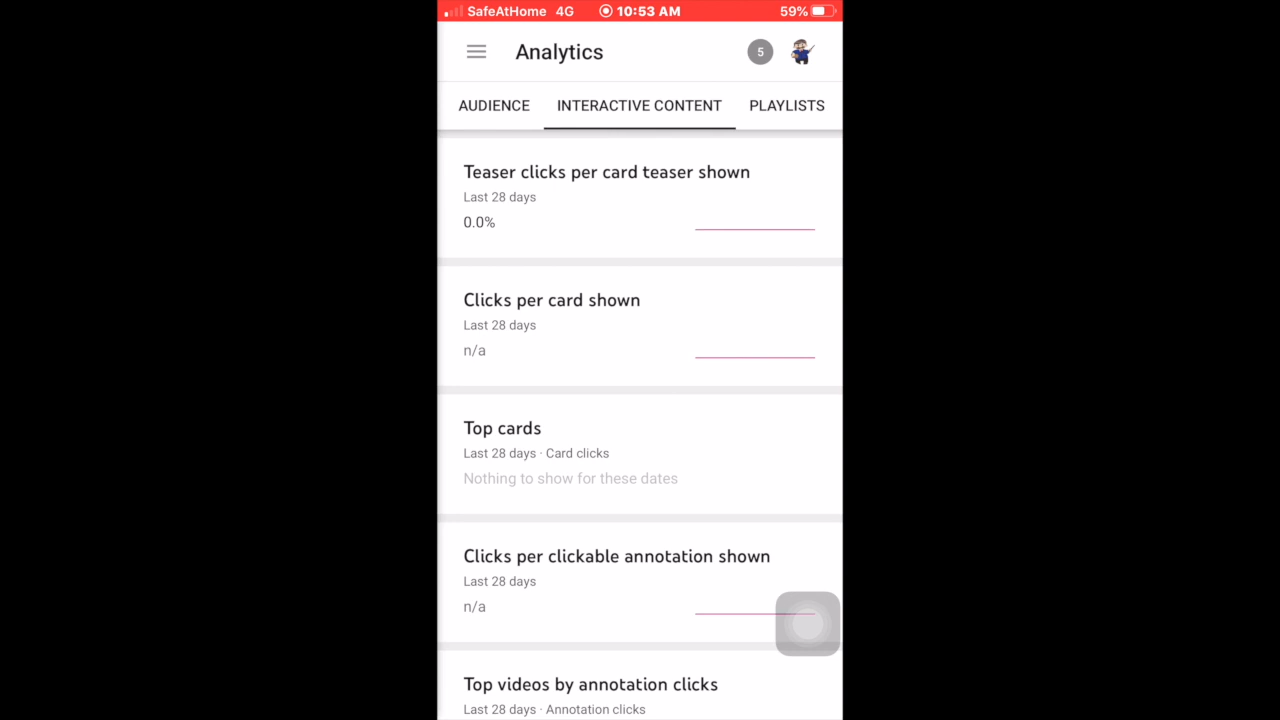 SafeAtHome 4G 10:53 AM 59%
Analytics 5
AUDIENCE INTERACTIVE CONTENT PLAYLISTS
Teaser clicks per card teaser shown
Last 28 days
0.0%
Clicks per card shown
Last 28 days
n/a
Top cards
Last 28 days · Card clicks
Nothing to show for these dates
Clicks per clickable annotation shown
Last 28 days
n/a
Top videos by annotation clicks
Last 28 days · Annotation clicks